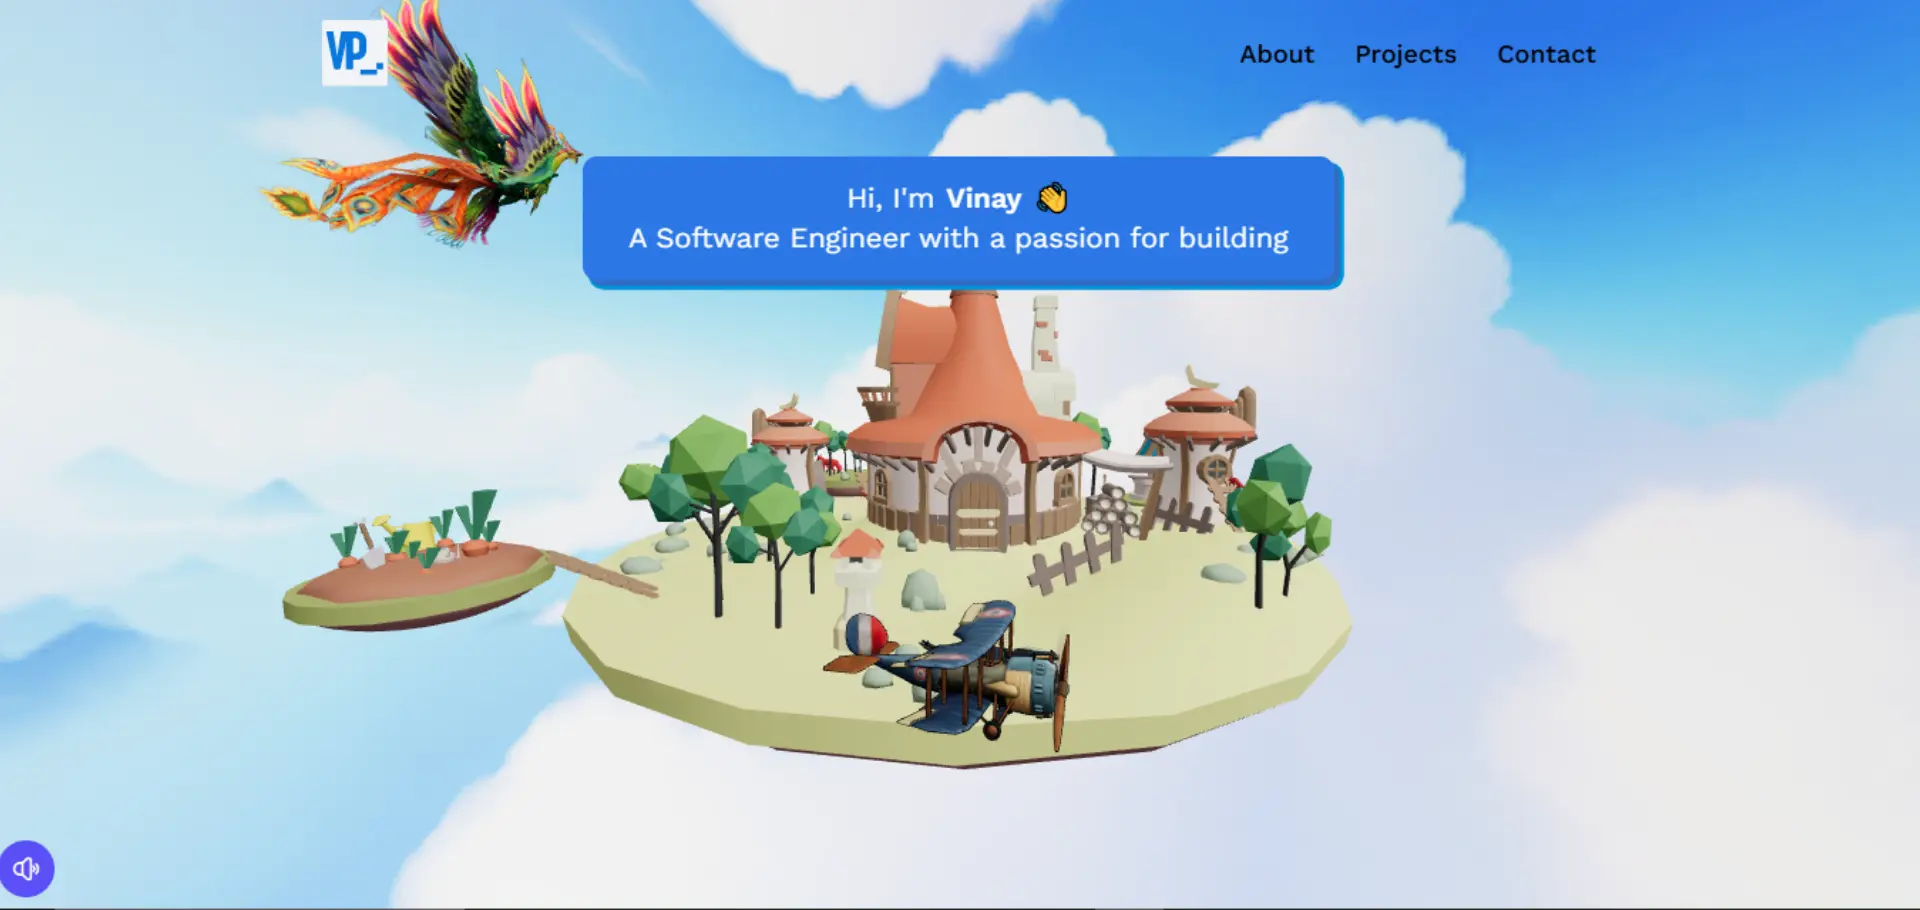 VP_.
About
Projects
Contact
Hi, I'm Vinay 👋
A Software Engineer with a passion for building